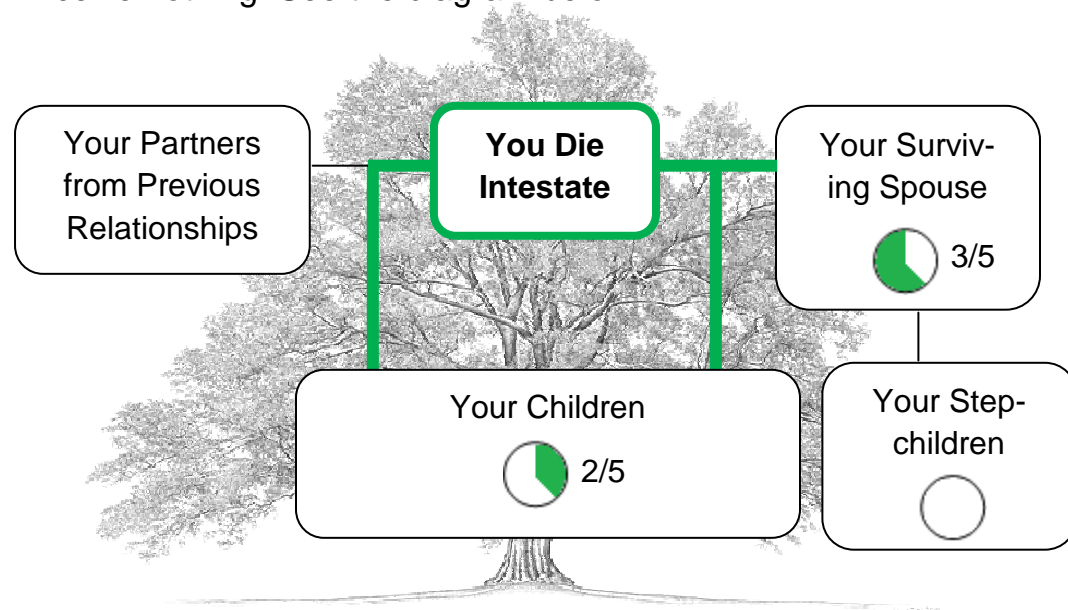 Your Partners
from Previous
Relationships
You Die
Intestate
Your Surviv-
ing Spouse
3/5
Your Children
2/5
Your Step-
children